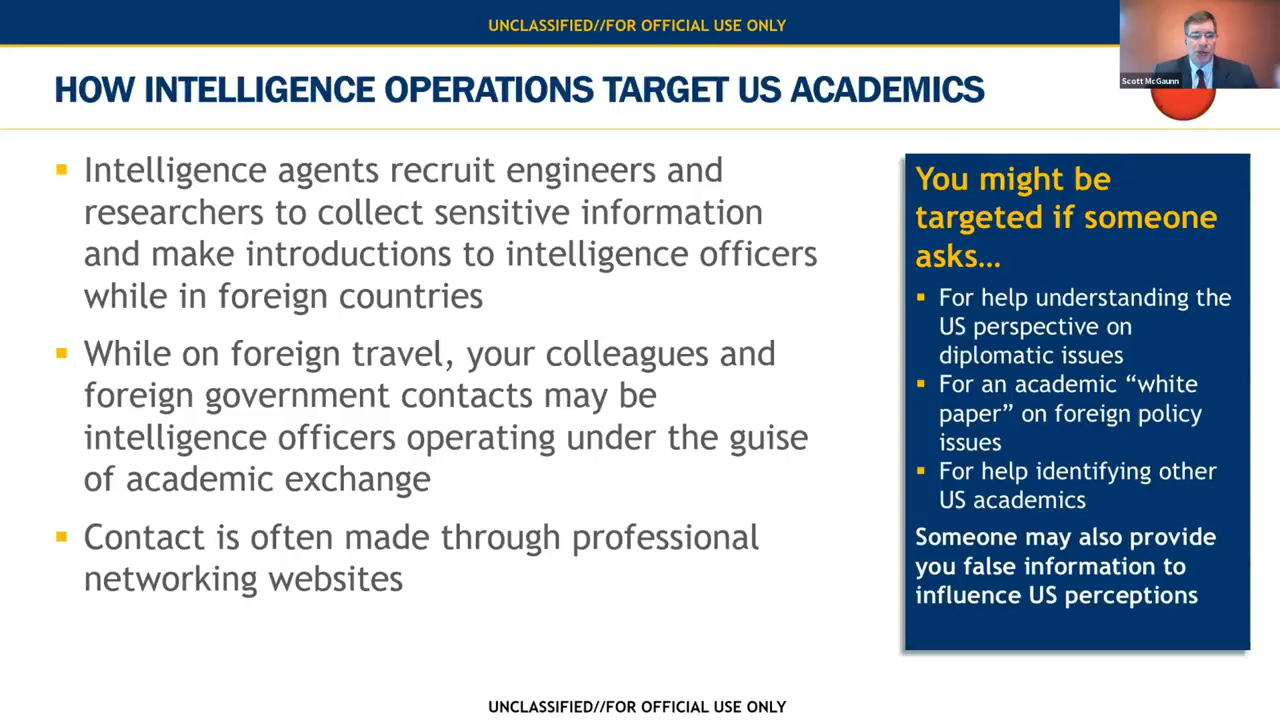 UNCLASSIFIED//FOR OFFICIAL USE ONLY
Scott McGaunn
HOW INTELLIGENCE OPERATIONS TARGET US ACADEMICS
Intelligence agents recruit engineers and
researchers to collect sensitive information
and make introductions to intelligence officers
while in foreign countries
While on foreign travel, your colleagues and
foreign government contacts may be
intelligence officers operating under the guise
of academic exchange
Contact is often made through professional
networking websites
You might be
targeted if someone
asks…
For help understanding the
US perspective on
diplomatic issues
For an academic “white
paper” on foreign policy
issues
For help identifying other
US academics
Someone may also provide
you false information to
influence US perceptions
UNCLASSIFIED//FOR OFFICIAL USE ONLY